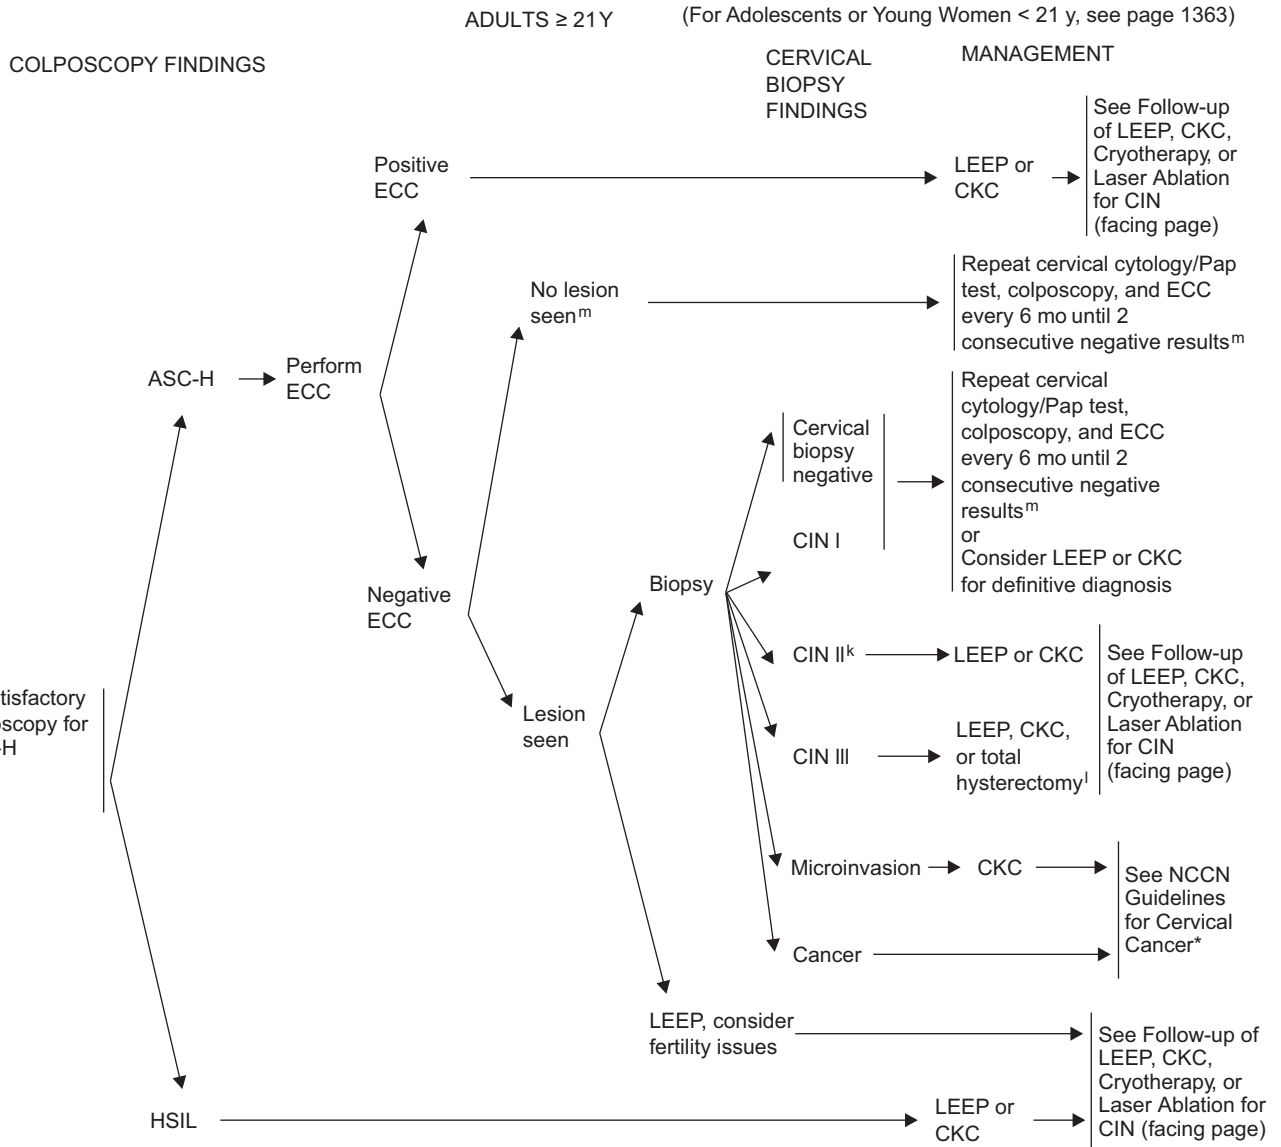 ADULTS ≥ 21 Y
(For Adolescents or Young Women < 21 y, see page 1363)
COLPOSCOPY FINDINGS
CERVICAL
BIOPSY
FINDINGS
MANAGEMENT
Positive
ECC
LEEP or
CKC
See Follow-up
of LEEP, CKC,
Cryotherapy, or
Laser Ablation
for CIN
(facing page)
No lesion
seen m
Repeat cervical cytology/Pap
test, colposcopy, and ECC
every 6 mo until 2
consecutive negative results m
ASC-H
Perform
ECC
Cervical
biopsy
negative
CIN I
Repeat cervical
cytology/Pap test,
colposcopy, and ECC
every 6 mo until 2
consecutive negative
results m
or
Consider LEEP or CKC
for definitive diagnosis
Negative
ECC
Biopsy
CIN II k
LEEP or CKC
See Follow-up
of LEEP, CKC,
Cryotherapy, or
Laser Ablation
for CIN
(facing page)
tisfactory
oscopy for
-H
Lesion
seen
CIN III
LEEP, CKC,
or total
hysterectomy l
Microinvasion
CKC
See NCCN
Guidelines
for Cervical
Cancer*
Cancer
LEEP, consider
fertility issues
See Follow-up of
LEEP, CKC,
Cryotherapy, or
Laser Ablation for
CIN (facing page)
HSIL
LEEP or
CKC